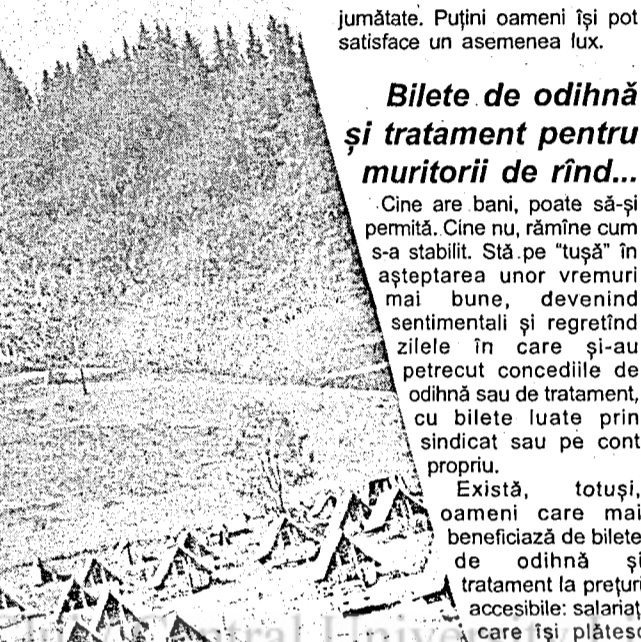 jumătate. Puțini oameni își pot
satisface un asemenea lux.
Bilete de odihnă
și tratament pentru
muritorii de rînd...
Cine are bani, poate să-și
permită. Cine nu, rămîne cum
s-a stabilit. Stă pe "tușă" în
așteptarea unor vremuri
mai bune, devenind
sentimentali și regretînd
zilele în care și-au
petrecut concediile de
odihnă sau de tratament,
cu bilete luate prin
sindicat sau pe cont
propriu.
Există, totuși,
oameni care mai
beneficiază de bilete
de odihnă și
tratament la prețuri
accesibile: salariaț
care își plătes
Central University